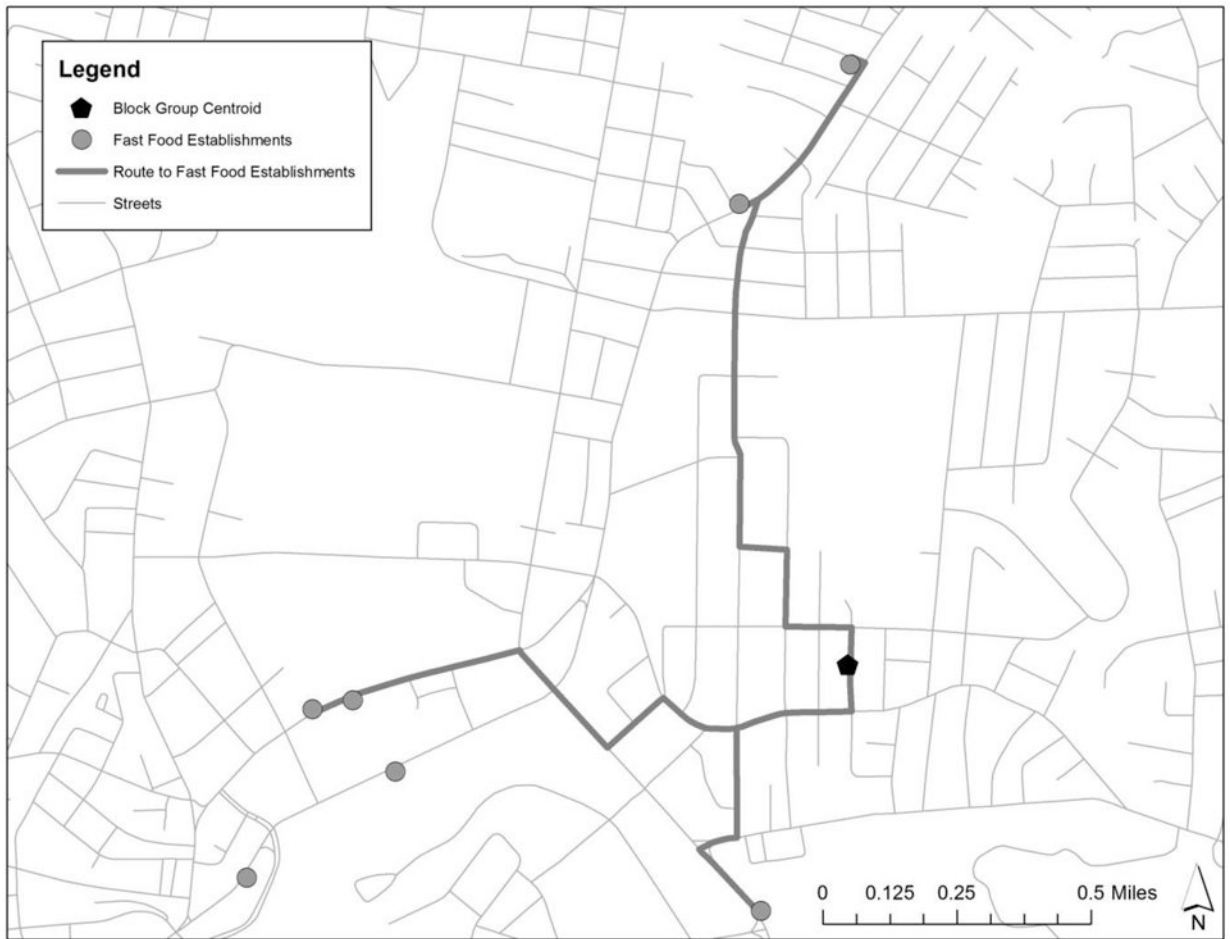 Legend
Block Group Centroid
Fast Food Establishments
Route to Fast Food Establishments
Streets
0 0.125 0.25 0.5 Miles
N